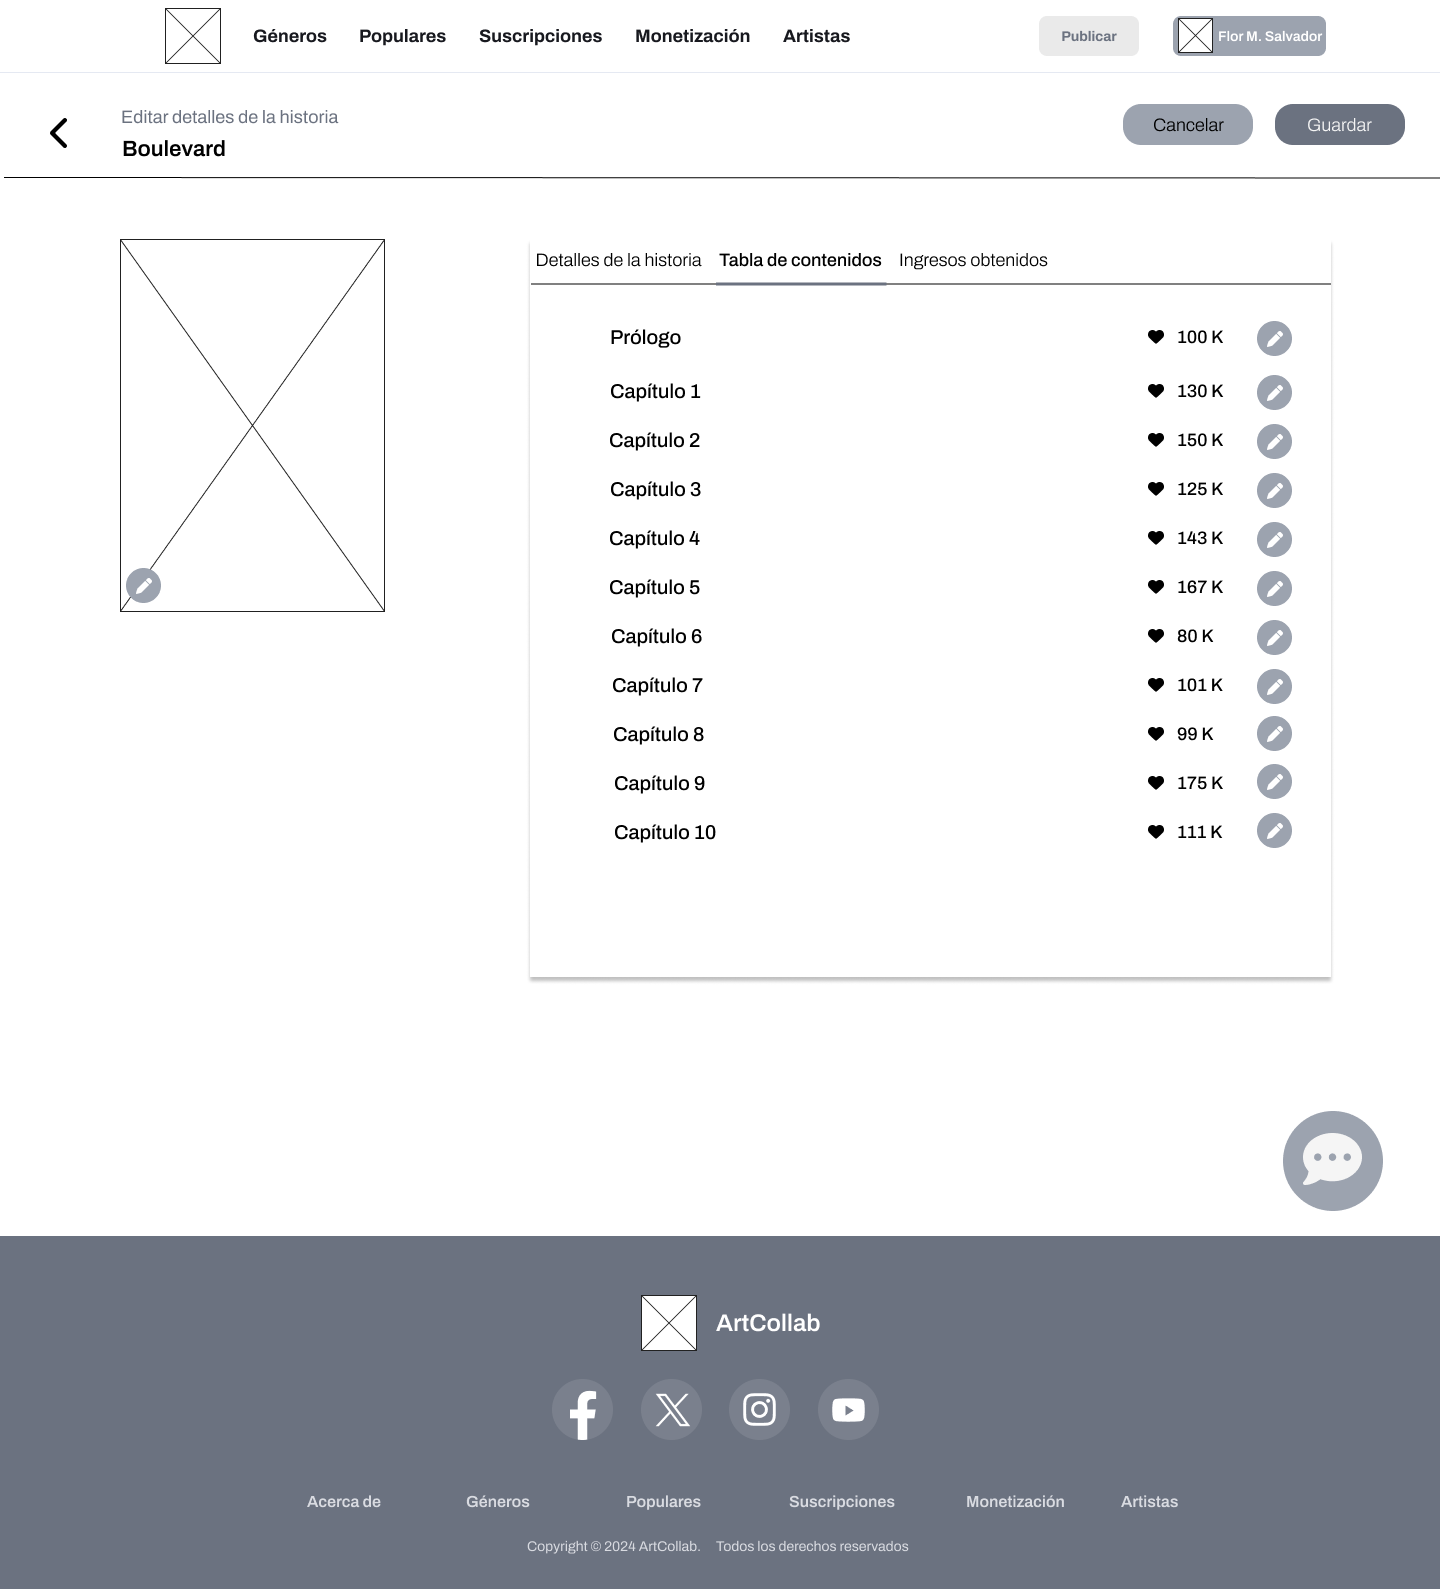 Géneros Populares Suscripciones Monetización Artistas Publicar Flor M. Salvador
Editar detalles de la historia
Boulevard
Cancelar Guardar
Detalles de la historia Tabla de contenidos Ingresos obtenidos
Prólogo 100 K
Capítulo 1 130 K
Capítulo 2 150 K
Capítulo 3 125 K
Capítulo 4 143 K
Capítulo 5 167 K
Capítulo 6 80 K
Capítulo 7 101 K
Capítulo 8 99 K
Capítulo 9 175 K
Capítulo 10 111 K
ArtCollab
Acerca de Géneros Populares Suscripciones Monetización Artistas
Copyright © 2024 ArtCollab. Todos los derechos reservados